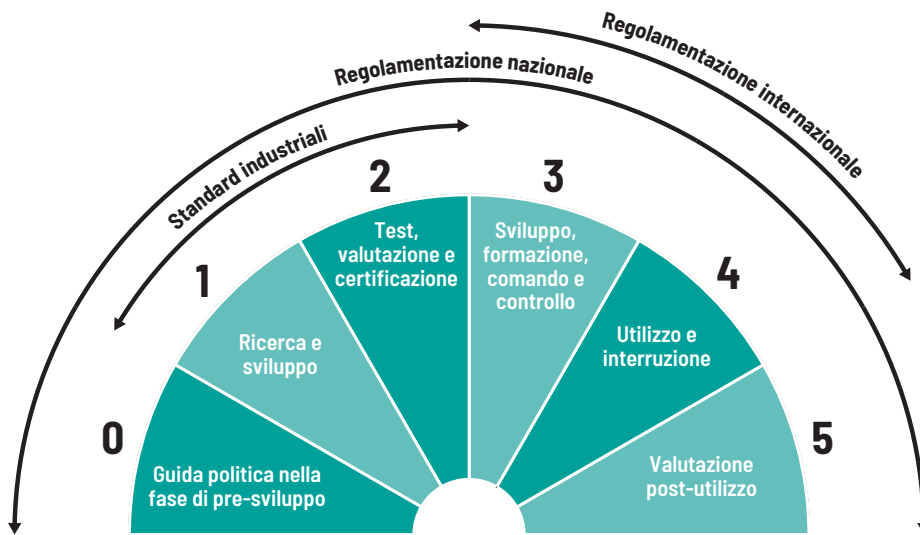 Regolamentazione internazionale
Regolamentazione nazionale
Standard industriali
0
Guida politica nella
fase di pre-sviluppo
1
Ricerca e
sviluppo
2
Test,
valutazione e
certificazione
3
Sviluppo,
formazione,
comando e
controllo
4
Utilizzo e
interruzione
5
Valutazione
post-utilizzo